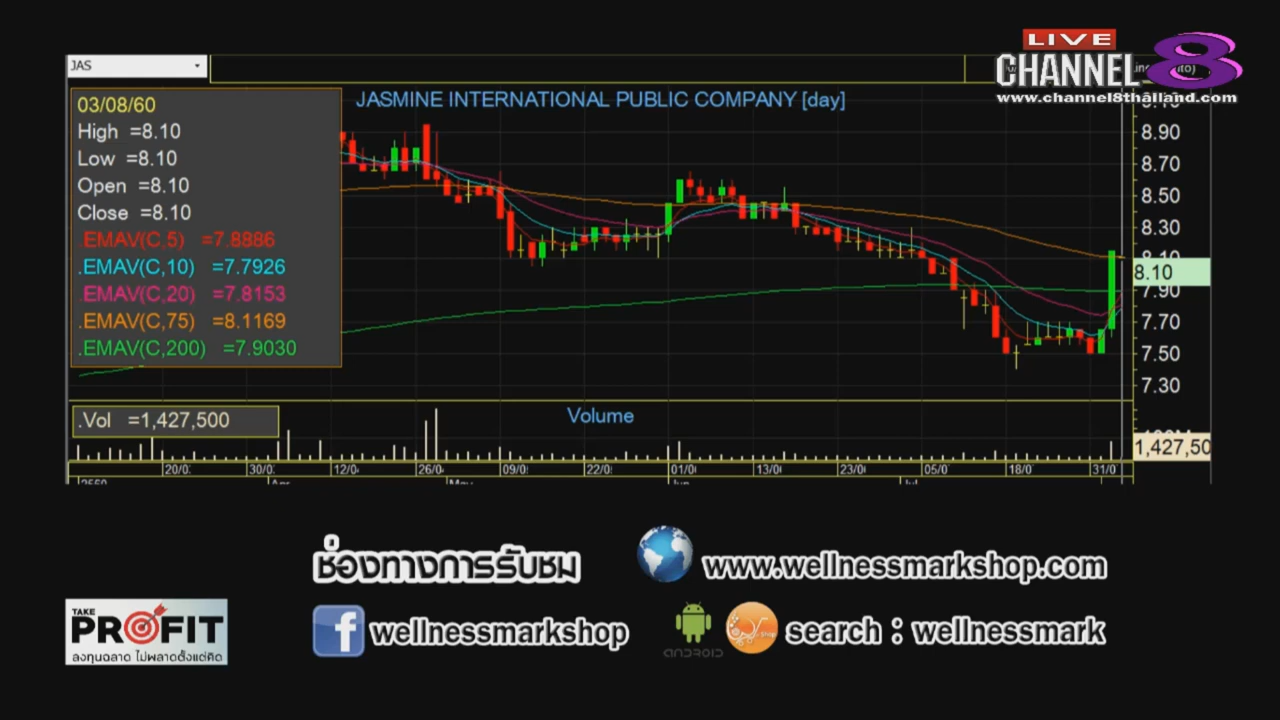 LIVE
CHANNEL 8
www.channel8thailand.com
JAS
03/08/60
High =8.10
Low =8.10
Open =8.10
Close =8.10
.EMAV(C,5) =7.8886
.EMAV(C,10) =7.7926
.EMAV(C,20) =7.8153
.EMAV(C,75) =8.1169
.EMAV(C,200) =7.9030
JASMINE INTERNATIONAL PUBLIC COMPANY [day]
8.90
8.70
8.50
8.30
8.10
7.90
7.70
7.50
7.30
.Vol =1,427,500
Volume
1,427,50
20/0 30/0 12/0 26/0 09/0 22/0 01/0 13/0 23/0 05/0 18/0 31/0
2560 Apr May Jun Jul
ช่องทางการรับชม
www.wellnessmarkshop.com
wellnessmarkshop
android
search : wellnessmark
TAKE
PROFIT
ลงทุนฉลาด ไม่พลาดตั้งแต่คิด